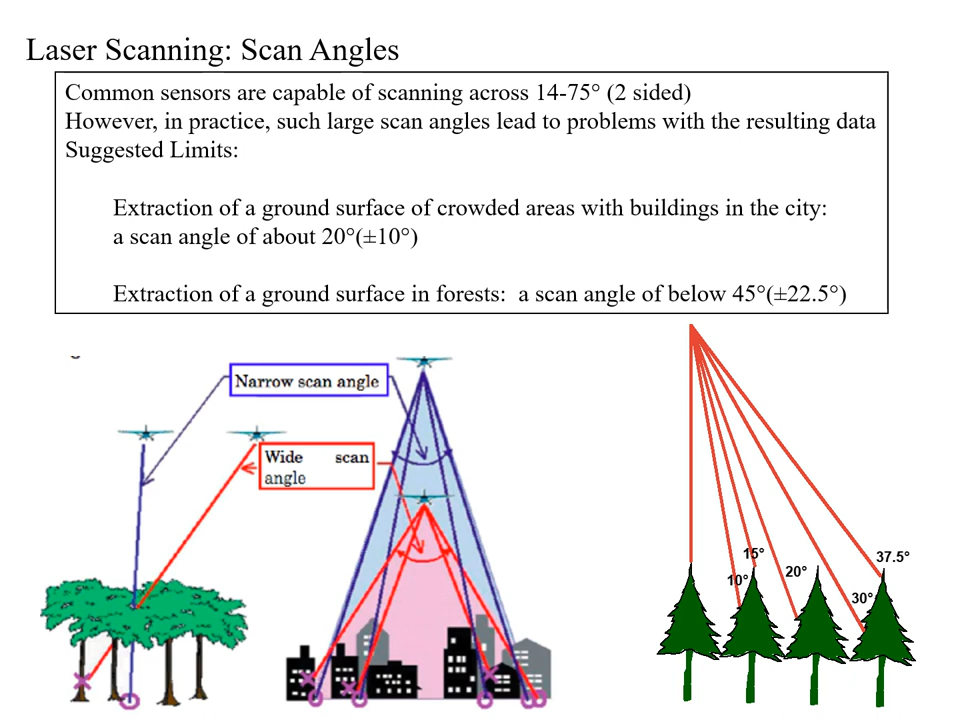 Laser Scanning: Scan Angles
Common sensors are capable of scanning across 14-75° (2 sided)
However, in practice, such large scan angles lead to problems with the resulting data
Suggested Limits:
Extraction of a ground surface of crowded areas with buildings in the city:
a scan angle of about 20°(±10°)
Extraction of a ground surface in forests:  a scan angle of below 45°(±22.5°)
Narrow scan angle
Wide scan
angle
15°
10°
20°
30°
37.5°